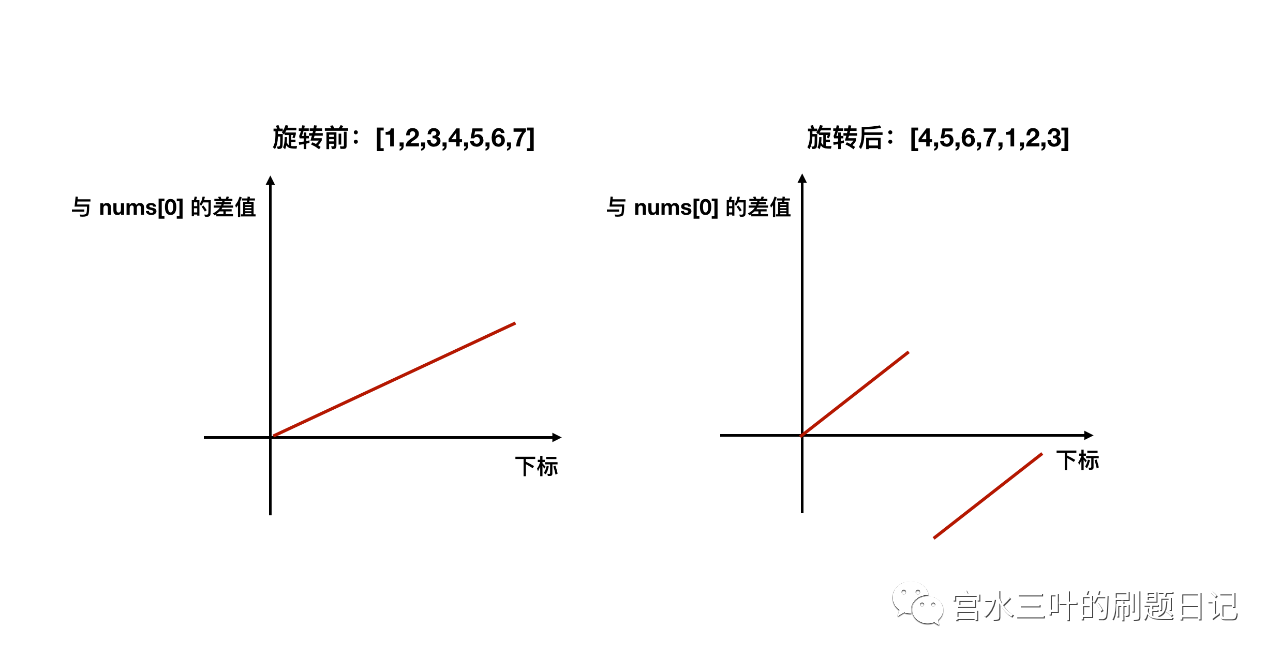 旋转前：[1,2,3,4,5,6,7]
与 nums[0] 的差值
下标
旋转后：[4,5,6,7,1,2,3]
与 nums[0] 的差值
下标
宫水三叶的刷题日记